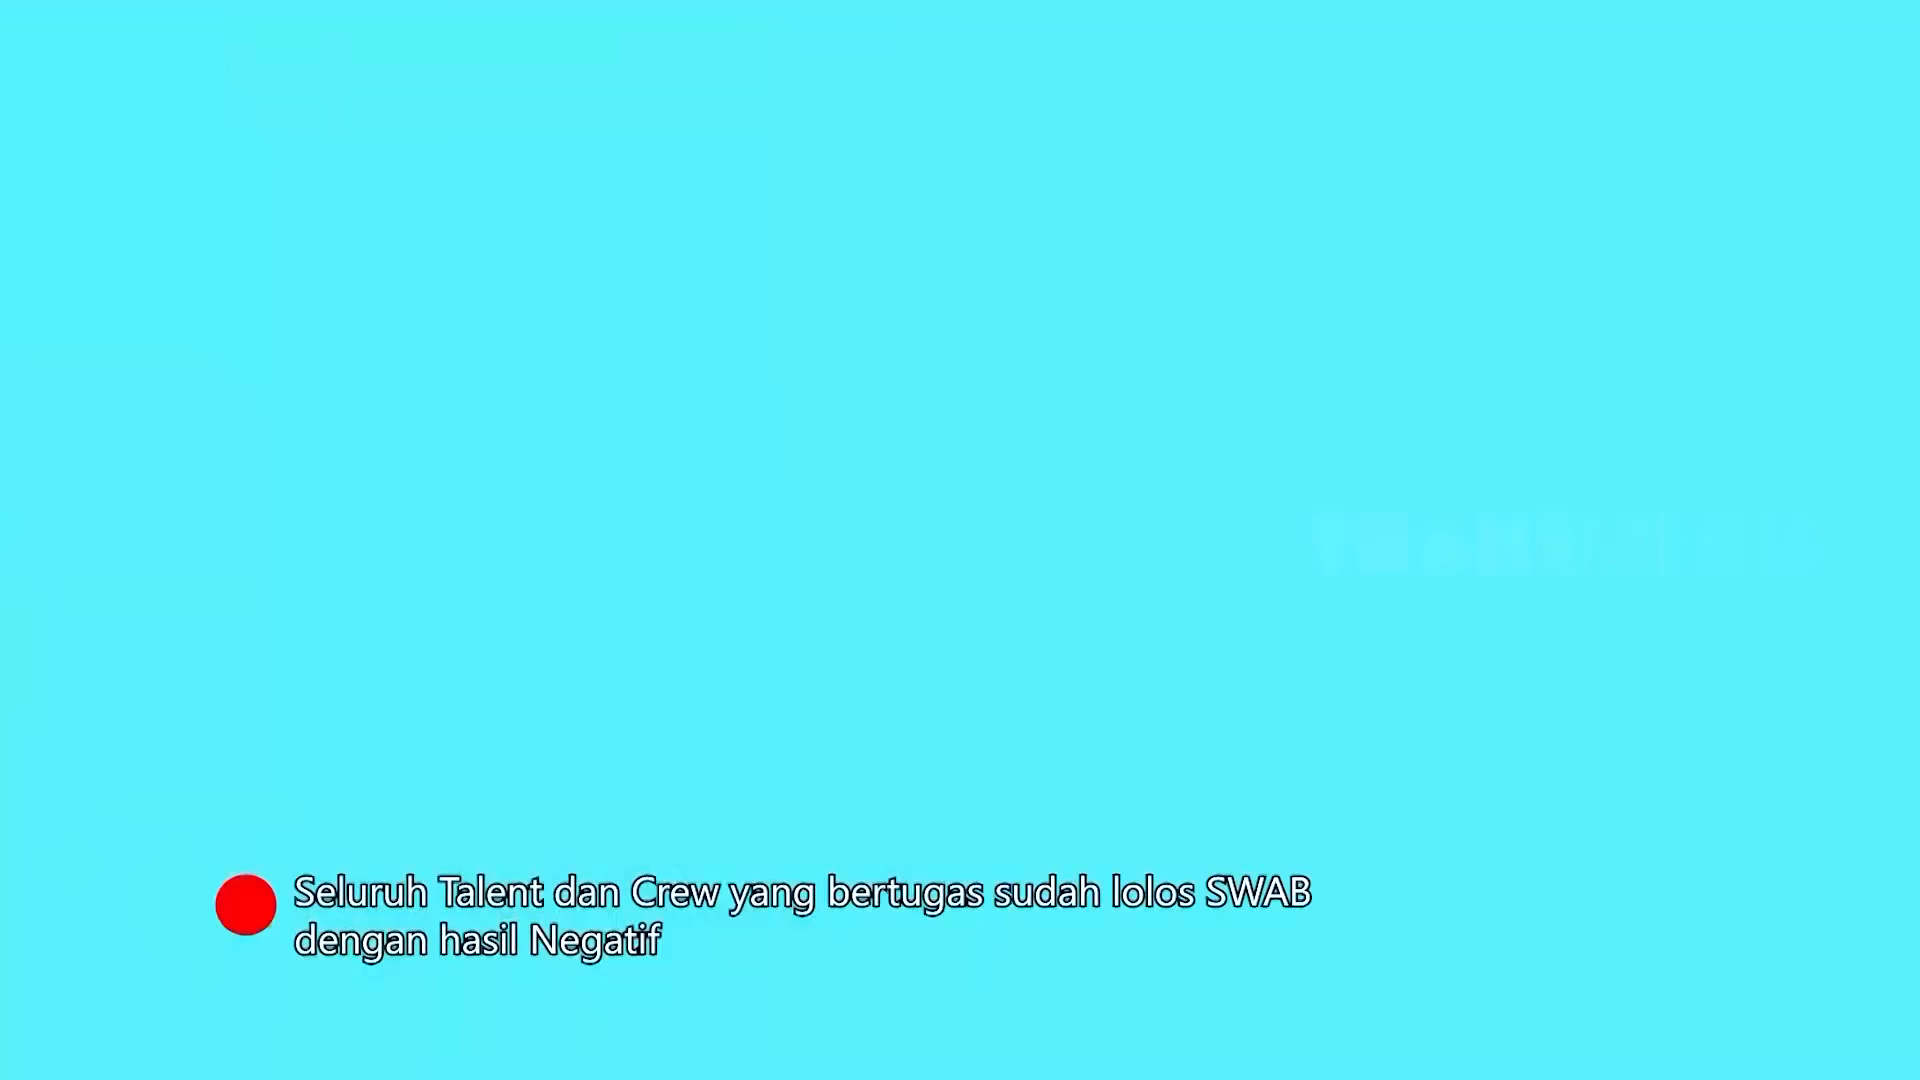 Seluruh Talent dan Crew yang bertugas sudah lolos SWAB
dengan hasil Negatif